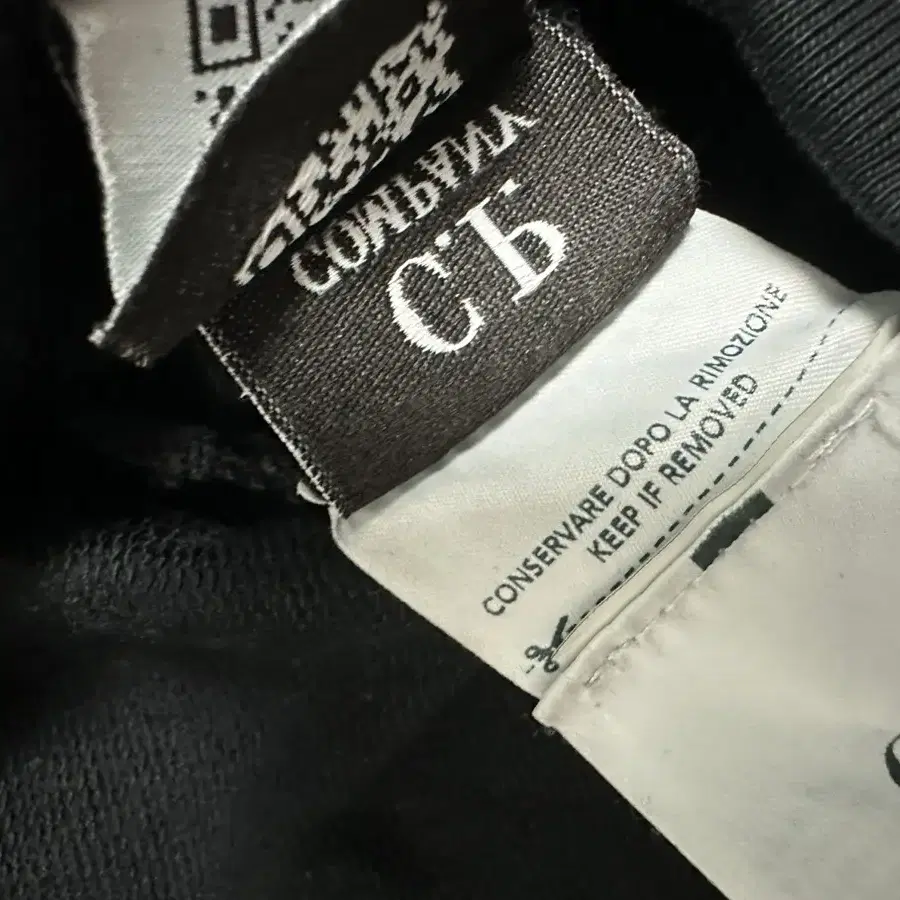 C.P.
COMPANY
CONSERVARE DOPO LA RIMOZIONE
KEEP IF REMOVED